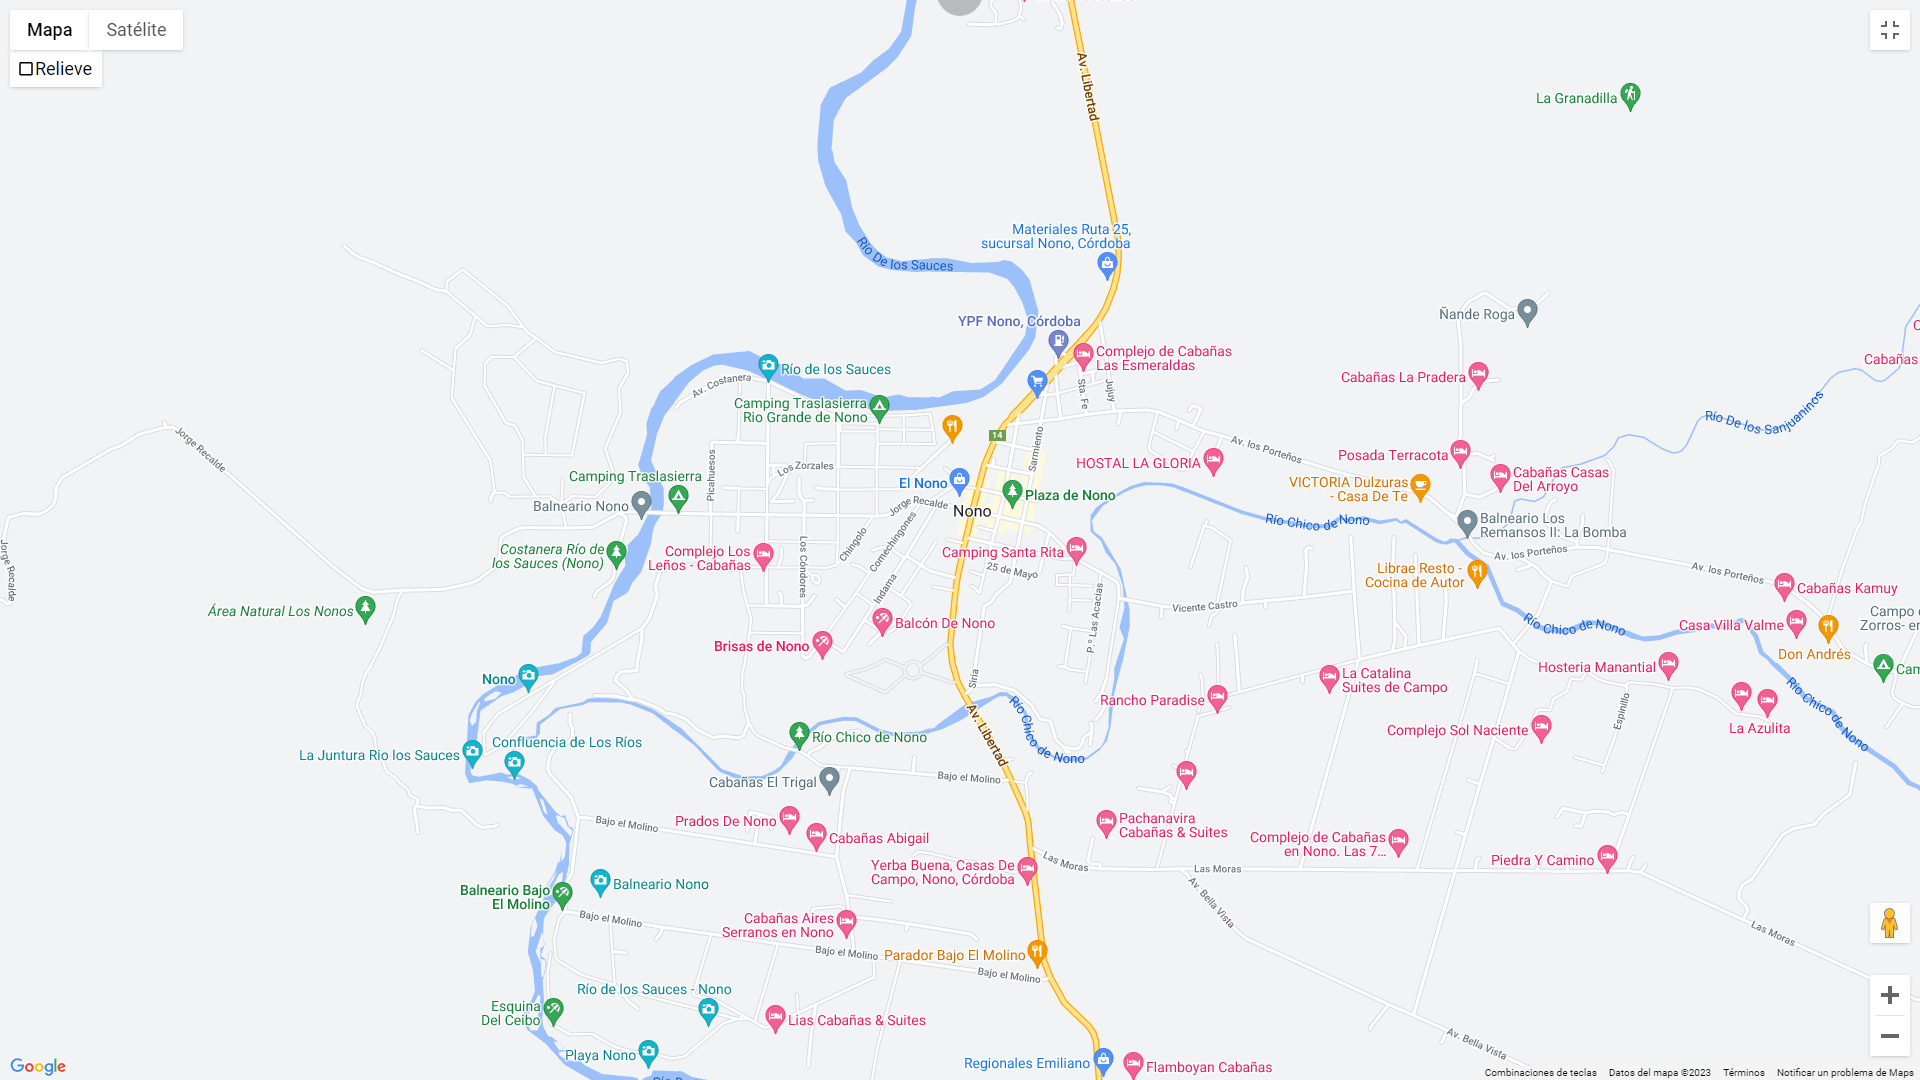 Mapa
Satélite
Relieve
Av. Libertad
La Granadilla
Materiales Ruta 25,
sucursal Nono, Córdoba
Río De los Sauces
YPF Nono, Córdoba
Ñande Roga
Complejo de Cabañas
Las Esmeraldas
Cabañas
Río de los Sauces
Av. Costanera
Cabañas La Pradera
Sta. Fe
Jujuy
Camping Traslasierra
Rio Grande de Nono
Río De los Sanjuaninos
14
Jorge Recalde
Sarmiento
Av. los Porteños
Posada Terracota
HOSTAL LA GLORIA
Los Zorzales
Picahuesos
Camping Traslasierra
Cabañas Casas
Del Arroyo
El Nono
Plaza de Nono
VICTORIA Dulzuras
- Casa De Te
Balneario Nono
Jorge Recalde
Nono
Río Chico de Nono
Balneario Los
Remansos II: La Bomba
Chingolo
Comechingones
Costanera Río de
los Sauces (Nono)
Complejo Los
Leños - Cabañas
Los Cóndores
Camping Santa Rita
25 de Mayo
Av. los Porteños
Av. los Porteños
Librae Resto -
Cocina de Autor
Jorge Recalde
Indama
Cabañas Kamuy
Área Natural Los Nonos
Vicente Castro
P.º Las Acacias
Balcón De Nono
Río Chico de Nono
Casa Villa Valme
Campo
Zorros- en
Brisas de Nono
Don Andrés
Hosteria Manantial
Cam
Nono
Siria
La Catalina
Suites de Campo
Rancho Paradise
Río Chico de Nono
Espinillo
La Azulita
Río Chico de Nono
Complejo Sol Naciente
Av. Libertad
Río Chico de Nono
Confluencia de Los Ríos
La Juntura Rio los Sauces
Cabañas El Trigal
Bajo el Molino
Prados De Nono
Bajo el Molino
Cabañas Abigail
Pachanavira
Cabañas & Suites
Complejo de Cabañas
en Nono. Las 7...
Piedra Y Camino
Las Moras
Las Moras
Yerba Buena, Casas De
Campo, Nono, Córdoba
Balneario Nono
Balneario Bajo
El Molino
Av. Bella Vista
Bajo el Molino
Cabañas Aires
Serranos en Nono
Las Moras
Bajo el Molino
Parador Bajo El Molino
Bajo el Molino
Río de los Sauces - Nono
Esquina
Del Ceibo
Lias Cabañas & Suites
Av. Bella Vista
Playa Nono
Regionales Emiliano
Flamboyan Cabañas
Google
Combinaciones de teclas
Datos del mapa ©2023
Términos
Notificar un problema de Maps